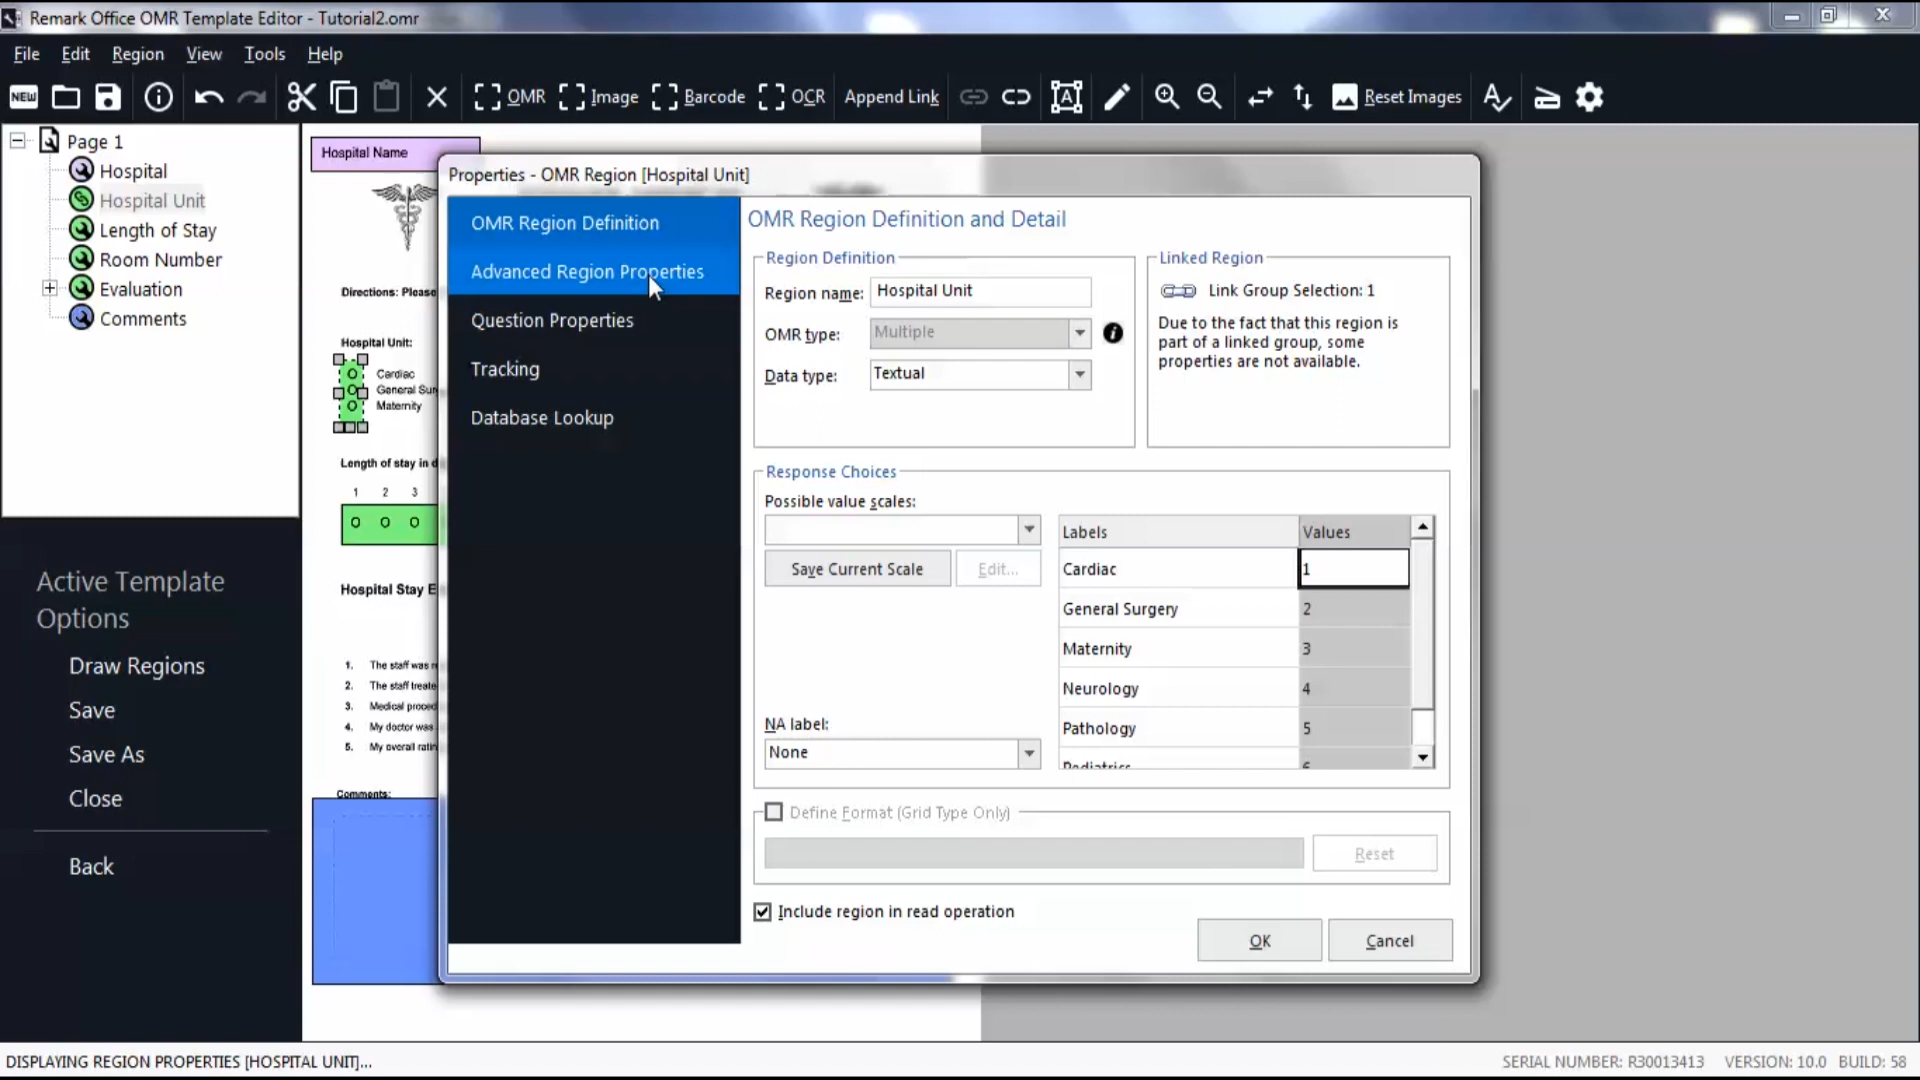 Remark Office OMR Template Editor - Tutorial2.omr
File Edit Region View Tools Help
NEW OMR Image Barcode OCR Append Link Reset Images
Page 1
Hospital
Hospital Unit
Length of Stay
Room Number
Evaluation
Comments
Active Template
Options
Draw Regions
Save
Save As
Close
Back
Hospital Name
Directions: Please
Hospital Unit:
Cardiac
General Sur
Maternity
Length of stay in d
1 2 3
Hospital Stay E
1. The staff was
2. The staff treate
3. Medical proced
4. My doctor was
5. My overall ratin
Comments:
Properties - OMR Region [Hospital Unit]
OMR Region Definition
Advanced Region Properties
Question Properties
Tracking
Database Lookup
OMR Region Definition and Detail
Region Definition
Region name: Hospital Unit
OMR type: Multiple
Data type: Textual
Linked Region
Link Group Selection: 1
Due to the fact that this region is
part of a linked group, some
properties are not available.
Response Choices
Possible value scales:
Save Current Scale Edit...
NA label:
None
Labels Values
Cardiac 1
General Surgery 2
Maternity 3
Neurology 4
Pathology 5
Pediatrics 6
Define Format (Grid Type Only)
Reset
Include region in read operation
OK Cancel
DISPLAYING REGION PROPERTIES [HOSPITAL UNIT]...
SERIAL NUMBER: R30013413 VERSION: 10.0 BUILD: 58